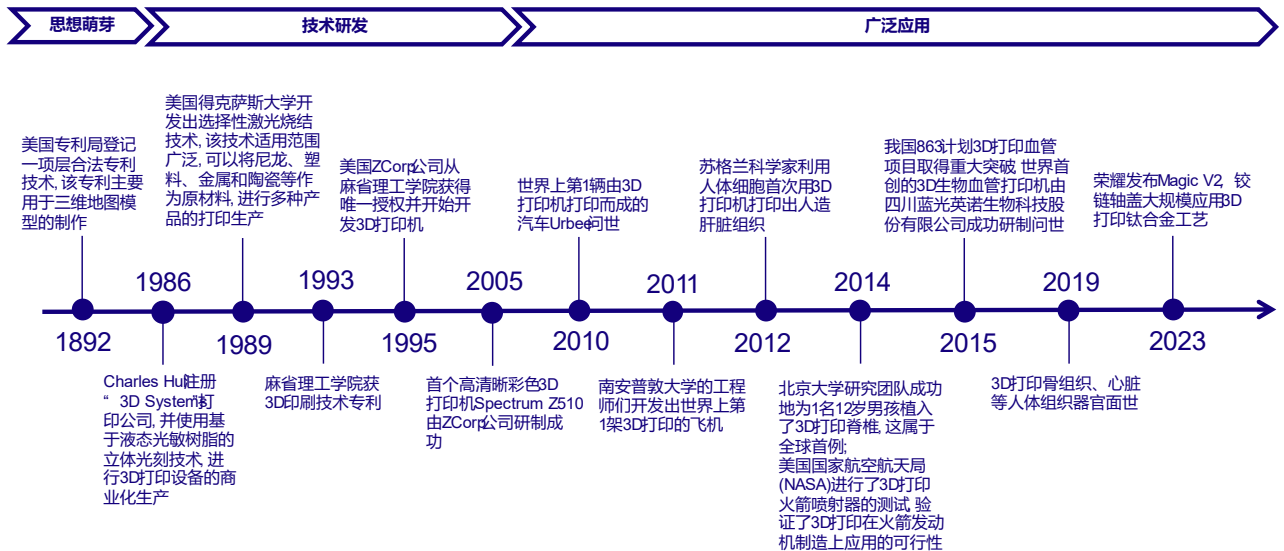 思想萌芽
技术研发
广泛应用
美国专利局登记
一项层合法专利
技术, 该专利主要
用于三维地图模
型的制作
1892
1986
Charles Hull注册
“3D Systems”打
印公司, 并使用基
于液态光敏树脂的
立体光刻技术, 进
行3D打印设备的商
业化生产
美国得克萨斯大学开
发出选择性激光烧结
技术, 该技术适用范围
广泛, 可以将尼龙、塑
料、金属和陶瓷等作
为原材料, 进行多种产
品的打印生产
1989
1993
麻省理工学院获
3D印刷技术专利
美国ZCorp公司从
麻省理工学院获得
唯一授权并开始开
发3D打印机
1995
2005
首个高清晰彩色3D
打印机Spectrum Z510
由ZCorp公司研制成
功
世界上第1辆由3D
打印机打印而成的
汽车Urbee问世
2010
2011
南安普敦大学的工程
师们开发出世界上第
1架3D打印的飞机
苏格兰科学家利用
人体细胞首次用3D
打印机打印出人造
肝脏组织
2012
2014
北京大学研究团队成功
地为1名12岁男孩植入
了3D打印脊椎, 这属于
全球首例;
美国国家航空航天局
(NASA)进行了3D打印
火箭喷射器的测试, 验
证了3D打印在火箭发动
机制造上应用的可行性
我国863计划3D打印血管
项目取得重大突破, 世界首
创的3D生物血管打印机由
四川蓝光英诺生物科技股
份有限公司成功研制问世
2015
2019
3D打印骨组织、心脏
等人体组织器官面世
荣耀发布Magic V2, 铰
链轴盖大规模应用3D
打印钛合金工艺
2023